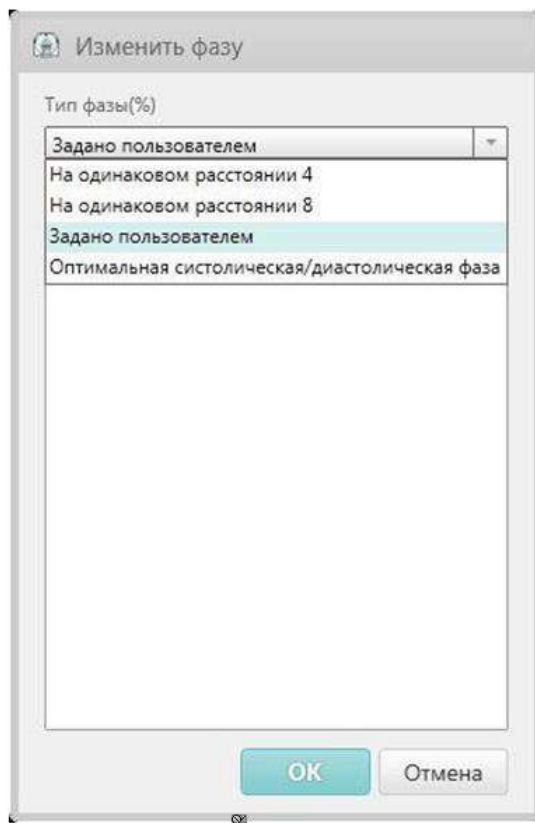 Изменить фазу
Тип фазы(%)
Задано пользователем
На одинаковом расстоянии 4
На одинаковом расстоянии 8
Задано пользователем
Оптимальная систолическая/диастолическая фаза
OK
Отмена